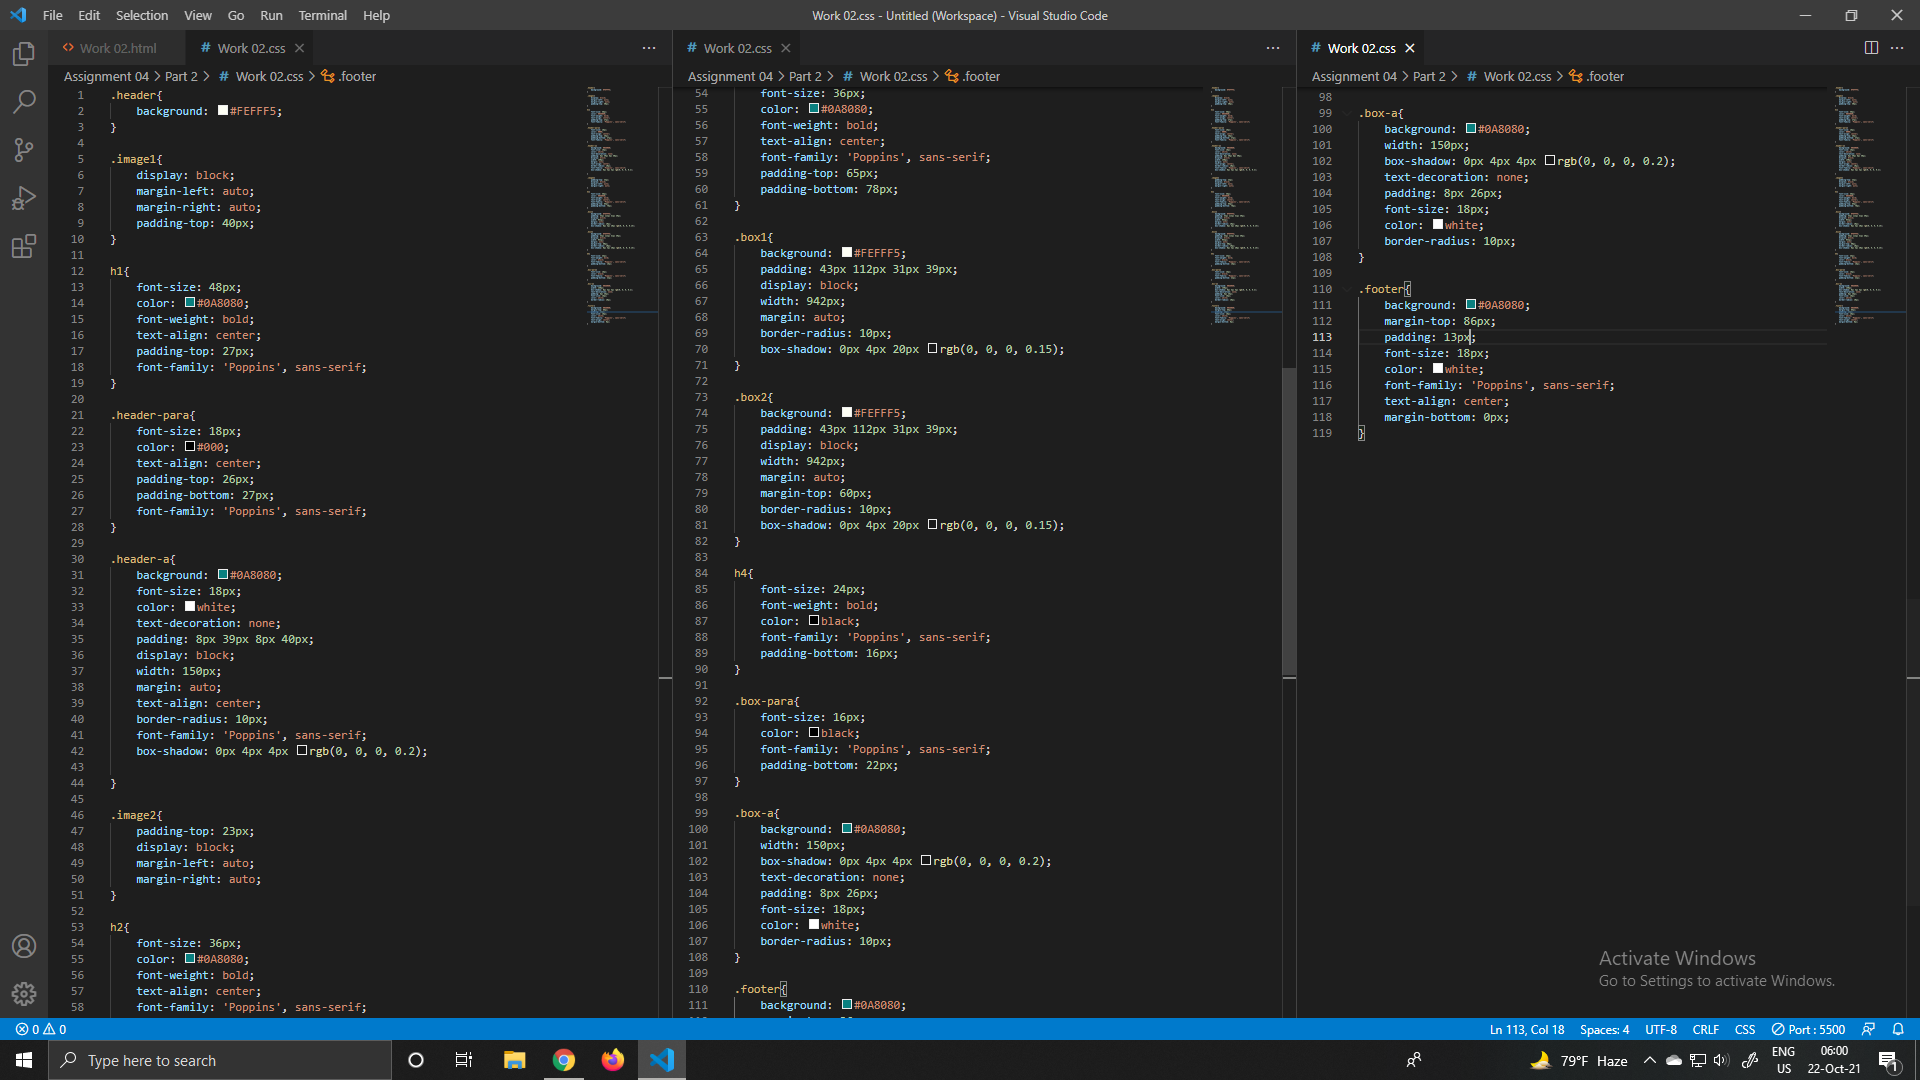 File Edit Selection View Go Run Terminal Help
Work 02.css - Untitled (Workspace) - Visual Studio Code
Work 02.html
# Work 02.css
Assignment 04 > Part 2 > # Work 02.css > .footer
1 .header{
2 background: #FEFFF5;
3 }
4
5 .image1{
6 display: block;
7 margin-left: auto;
8 margin-right: auto;
9 padding-top: 40px;
10 }
11
12 h1{
13 font-size: 48px;
14 color: #0A8080;
15 font-weight: bold;
16 text-align: center;
17 padding-top: 27px;
18 font-family: 'Poppins', sans-serif;
19 }
20
21 .header-para{
22 font-size: 18px;
23 color: #000;
24 text-align: center;
25 padding-top: 26px;
26 padding-bottom: 27px;
27 font-family: 'Poppins', sans-serif;
28 }
29
30 .header-a{
31 background: #0A8080;
32 font-size: 18px;
33 color: white;
34 text-decoration: none;
35 padding: 8px 39px 8px 40px;
36 display: block;
37 width: 150px;
38 margin: auto;
39 text-align: center;
40 border-radius: 10px;
41 font-family: 'Poppins', sans-serif;
42 box-shadow: 0px 4px 4px rgb(0, 0, 0, 0.2);
43
44 }
45
46 .image2{
47 padding-top: 23px;
48 display: block;
49 margin-left: auto;
50 margin-right: auto;
51 }
52
53 h2{
54 font-size: 36px;
55 color: #0A8080;
56 font-weight: bold;
57 text-align: center;
58 font-family: 'Poppins', sans-serif;
# Work 02.css
Assignment 04 > Part 2 > # Work 02.css > .footer
54 font-size: 36px;
55 color: #0A8080;
56 font-weight: bold;
57 text-align: center;
58 font-family: 'Poppins', sans-serif;
59 padding-top: 65px;
60 padding-bottom: 78px;
61 }
62
63 .box1{
64 background: #FEFFF5;
65 padding: 43px 112px 31px 39px;
66 display: block;
67 width: 942px;
68 margin: auto;
69 border-radius: 10px;
70 box-shadow: 0px 4px 20px rgb(0, 0, 0, 0.15);
71 }
72
73 .box2{
74 background: #FEFFF5;
75 padding: 43px 112px 31px 39px;
76 display: block;
77 width: 942px;
78 margin: auto;
79 margin-top: 60px;
80 border-radius: 10px;
81 box-shadow: 0px 4px 20px rgb(0, 0, 0, 0.15);
82 }
83
84 h4{
85 font-size: 24px;
86 font-weight: bold;
87 color: black;
88 font-family: 'Poppins', sans-serif;
89 padding-bottom: 16px;
90 }
91
92 .box-para{
93 font-size: 16px;
94 color: black;
95 font-family: 'Poppins', sans-serif;
96 padding-bottom: 22px;
97 }
98
99 .box-a{
100 background: #0A8080;
101 width: 150px;
102 box-shadow: 0px 4px 4px rgb(0, 0, 0, 0.2);
103 text-decoration: none;
104 padding: 8px 26px;
105 font-size: 18px;
106 color: white;
107 border-radius: 10px;
108 }
109
110 .footer{
111 background: #0A8080;
# Work 02.css
Assignment 04 > Part 2 > # Work 02.css > .footer
98
99 .box-a{
100 background: #0A8080;
101 width: 150px;
102 box-shadow: 0px 4px 4px rgb(0, 0, 0, 0.2);
103 text-decoration: none;
104 padding: 8px 26px;
105 font-size: 18px;
106 color: white;
107 border-radius: 10px;
108 }
109
110 .footer{
111 background: #0A8080;
112 margin-top: 86px;
113 padding: 13px;
114 font-size: 18px;
115 color: white;
116 font-family: 'Poppins', sans-serif;
117 text-align: center;
118 margin-bottom: 0px;
119 }
Activate Windows
Go to Settings to activate Windows.
0 0
Ln 113, Col 18 Spaces: 4 UTF-8 CRLF CSS Port : 5500
Type here to search
79°F Haze
ENG
US
06:00
22-Oct-21
1